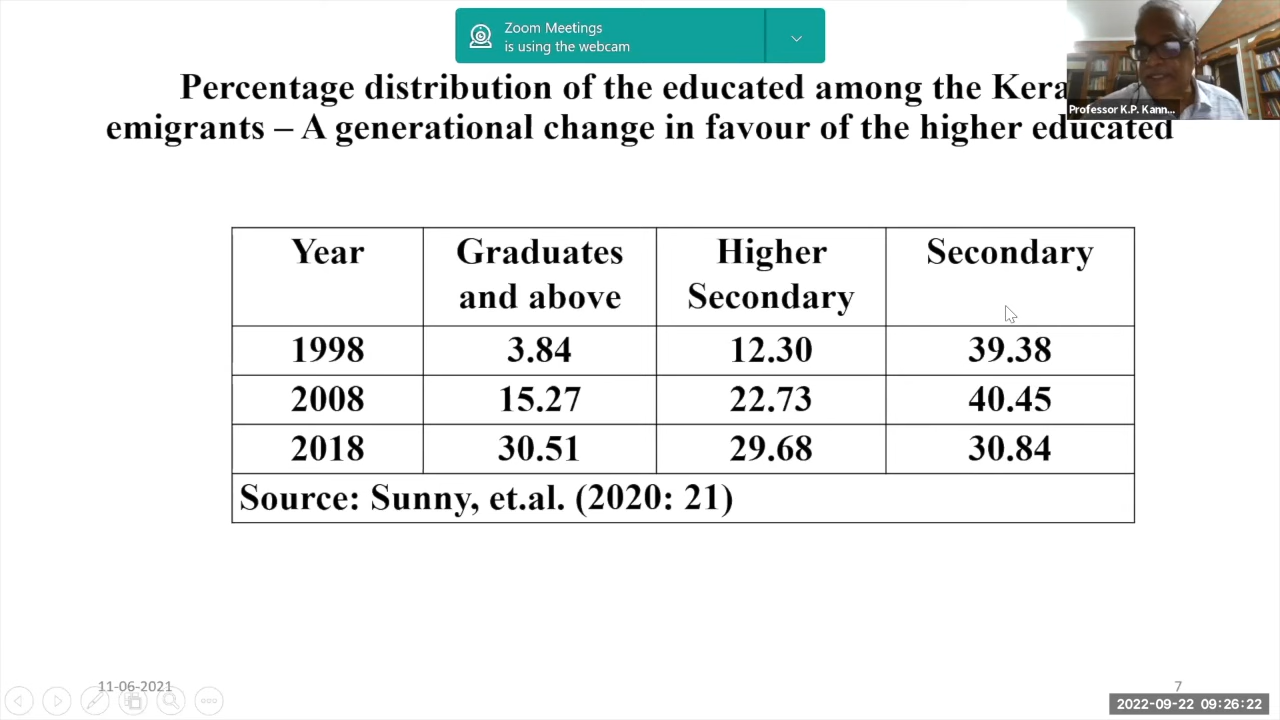 Zoom Meetings
is using the webcam
Percentage distribution of the educated among the Kera
emigrants – A generational change in favour of the higher educated
Professor K.P. Kann...
Year Graduates and above Higher Secondary Secondary
1998 3.84 12.30 39.38
2008 15.27 22.73 40.45
2018 30.51 29.68 30.84
Source: Sunny, et.al. (2020: 21)
11-06-2021
7
2022-09-22 09:26:22